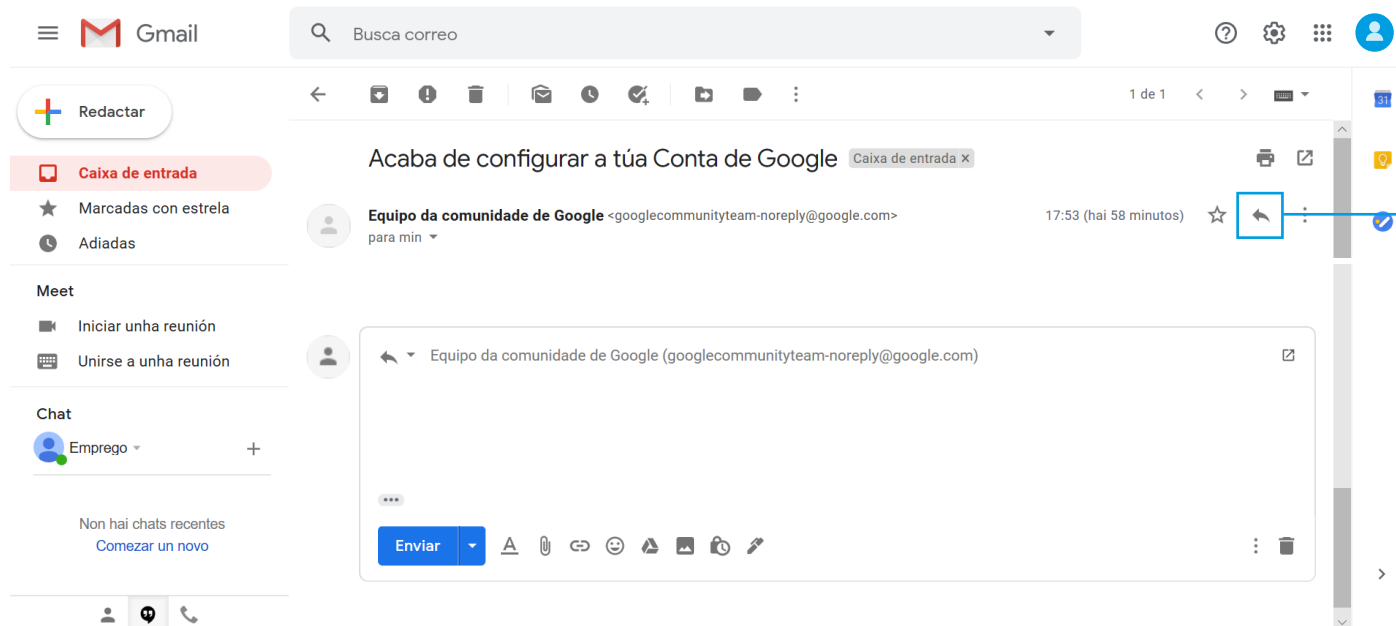 Gmail
Busca correo
Redactar
1 de 1
31
Caixa de entrada
Marcadas con estrela
Adiadas
Meet
Iniciar unha reunión
Unirse a unha reunión
Chat
Emprego
Non hai chats recentes
Comezar un novo
Acaba de configurar a túa Conta de Google Caixa de entrada x
Equipo da comunidade de Google <googlecommunityteam-noreply@google.com> 17:53 (hai 58 minutos)
para min
Equipo da comunidade de Google (googlecommunityteam-noreply@google.com)
Enviar